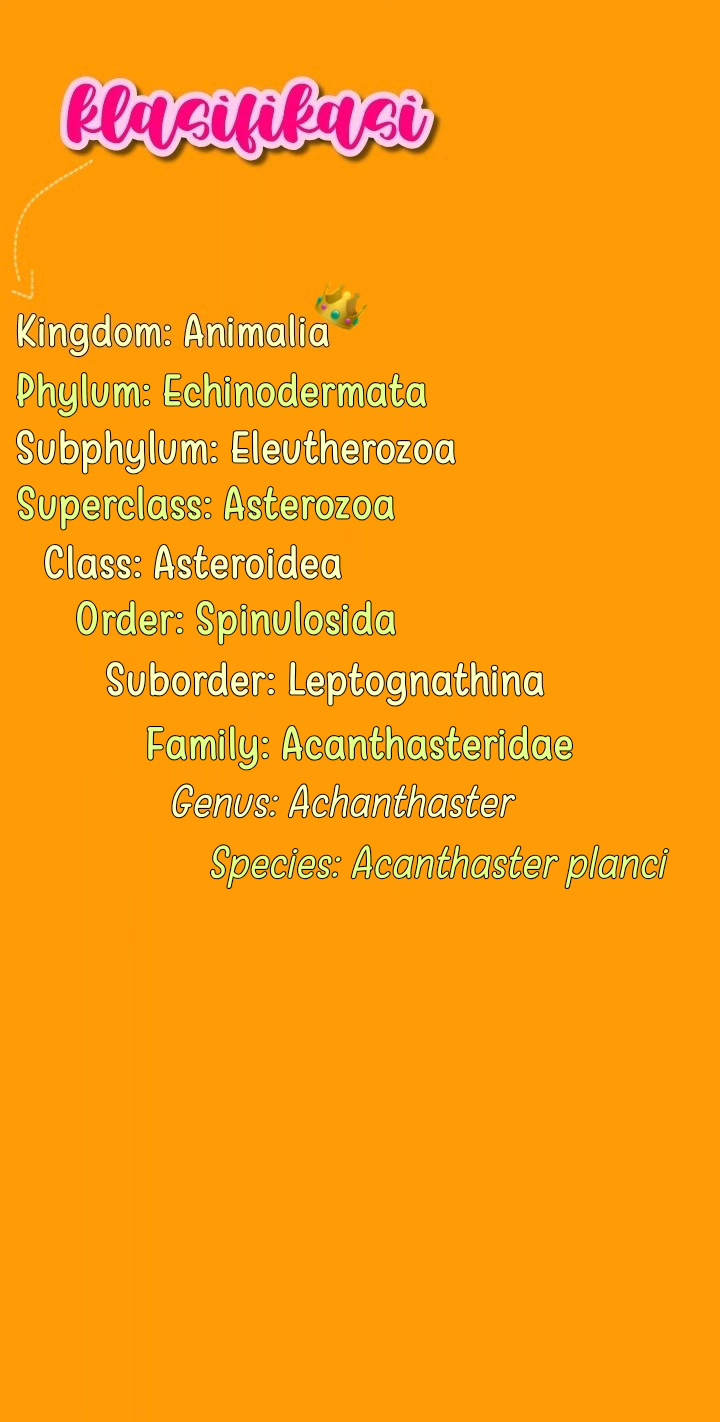 klasifikasi
Kingdom: Animalia
Phylum: Echinodermata
Subphylum: Eleutherozoa
Superclass: Asterozoa
Class: Asteroidea
Order: Spinulosida
Suborder: Leptognathina
Family: Acanthasteridae
Genus: Achanthaster
Species: Acanthaster planci